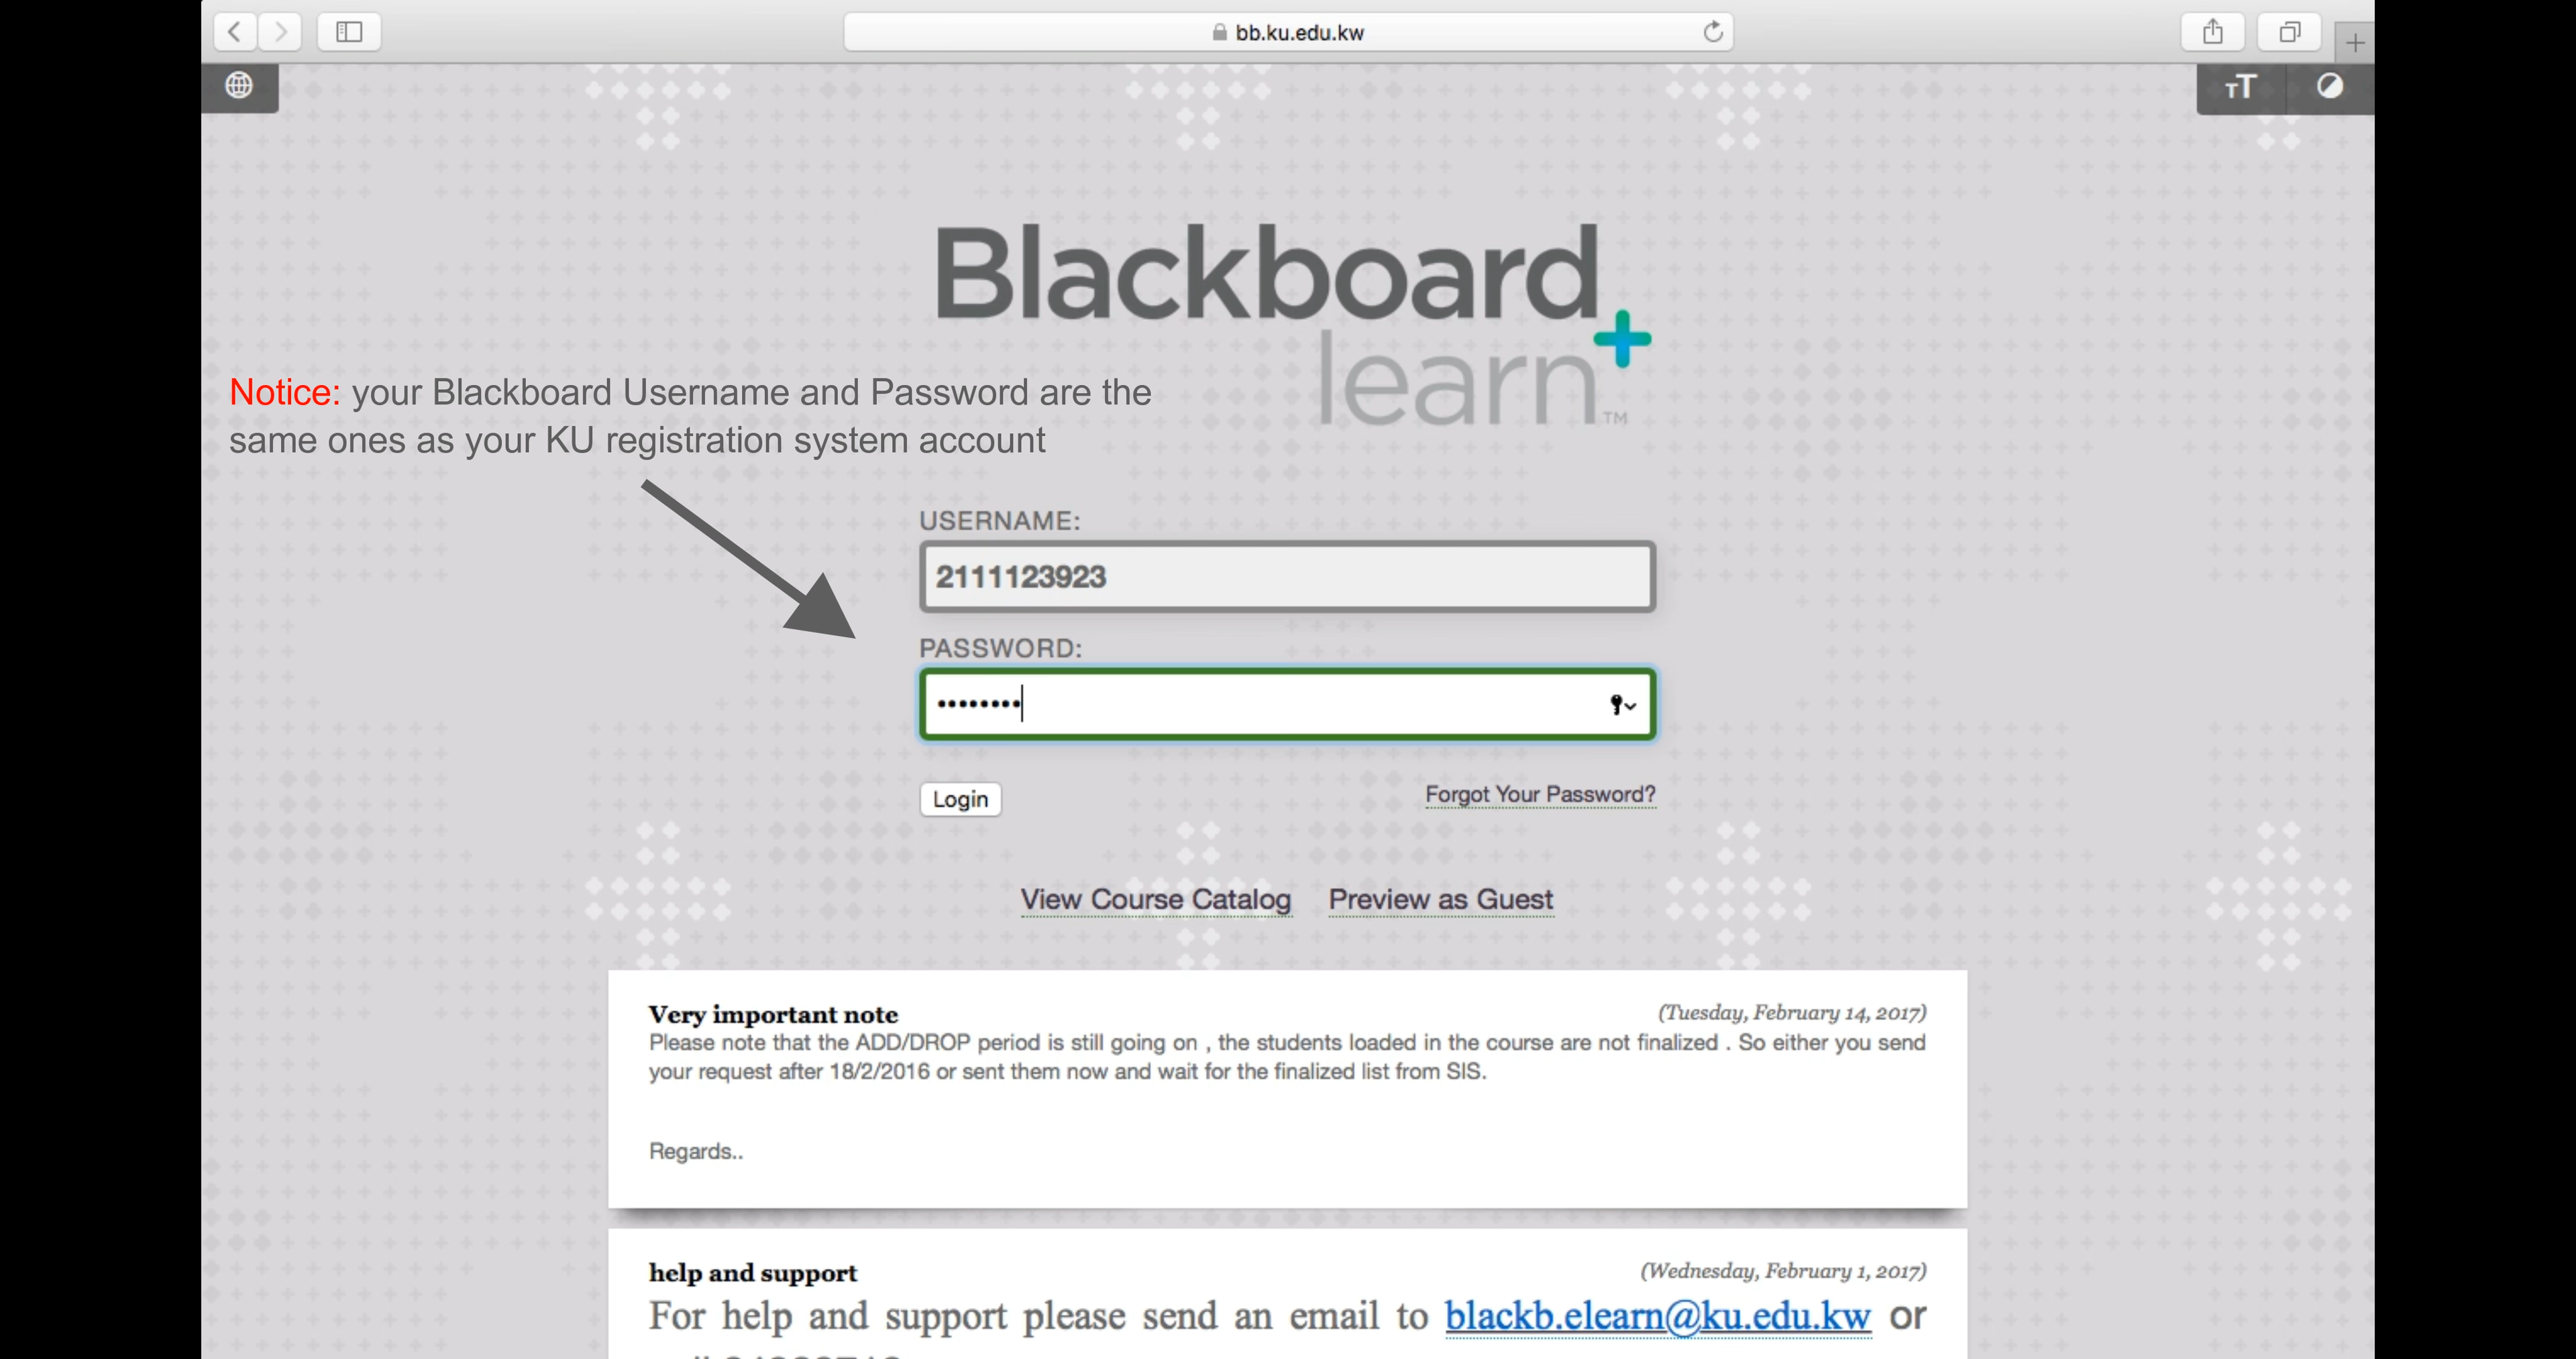 bb.ku.edu.kw
TT
Blackboard
learn+™
Notice: your Blackboard Username and Password are the
same ones as your KU registration system account
USERNAME:
2111123923
PASSWORD:
••••••••
Login
Forgot Your Password?
View Course Catalog
Preview as Guest
Very important note
(Tuesday, February 14, 2017)
Please note that the ADD/DROP period is still going on , the students loaded in the course are not finalized . So either you send
your request after 18/2/2016 or sent them now and wait for the finalized list from SIS.
Regards..
help and support
(Wednesday, February 1, 2017)
For help and support please send an email to blackb.elearn@ku.edu.kw or